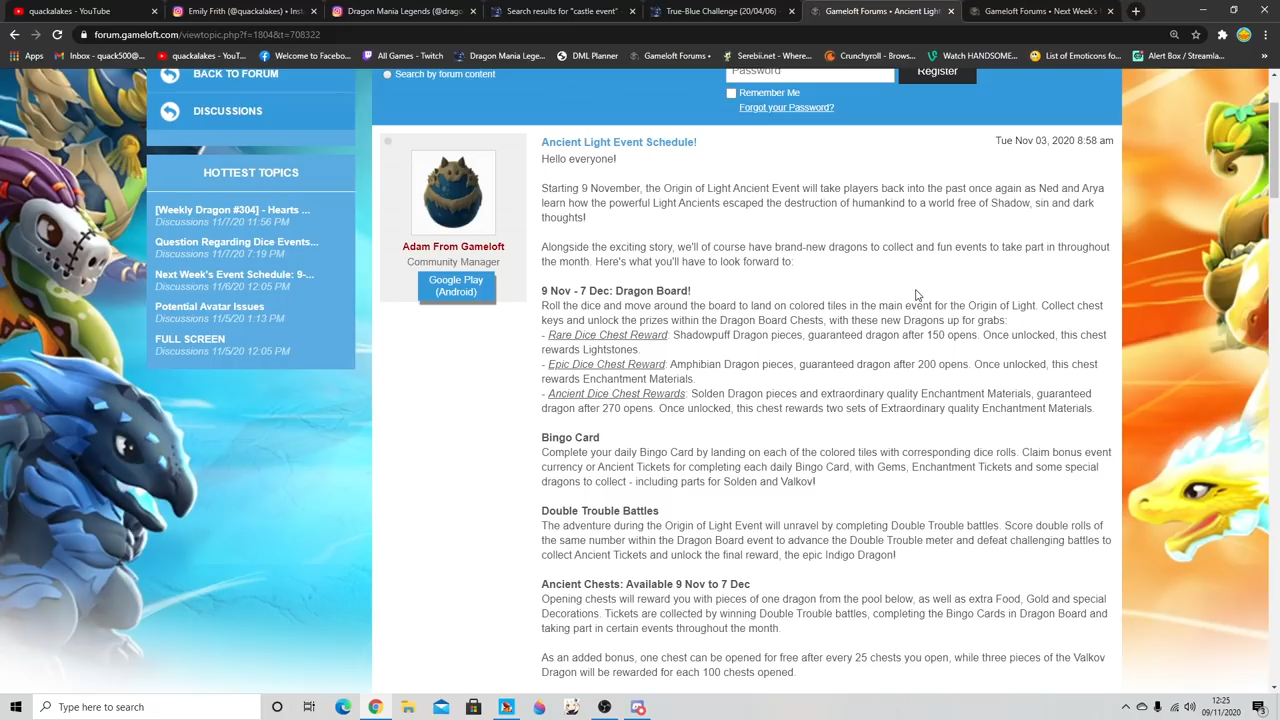 quackalakes - YouTube
Emily Frith (@quackalakes) • Inst
Adam From Gameloft (@adamfr
Search results for "castle event"
True Ending Challenge (20/04/06)
Gameloft Forums • Ancient Light
Gameloft Forums • Next Week's
forum.gameloft.com/viewtopic.php?f=1804&t=708322
Apps
Inbox - quack500@...
quackalakes - YouT...
Welcome to Facebo...
All Games - Twitch
Dragon Mania Lege...
DML Planner
Gameloft Forums •
Serebii.net - Where...
Crunchyroll - Brows...
Watch HANDSOME...
List of Emoticons fo...
Alert Box / Streamla...
BACK TO FORUM
Search by forum content
Password
Register
Remember Me
Forgot your Password?
DISCUSSIONS
HOTTEST TOPICS
[Weekly Dragon #304] - Hearts ...
Discussions 11/7/20 11:56 PM
Question Regarding Dice Events...
Discussions 11/7/20 7:19 PM
Next Week's Event Schedule: 9-...
Discussions 11/6/20 12:05 PM
Potential Avatar Issues
Discussions 11/5/20 1:13 PM
FULL SCREEN
Discussions 11/5/20 12:05 PM
Adam From Gameloft
Community Manager
Google Play
(Android)
Ancient Light Event Schedule!
Tue Nov 03, 2020 8:58 am
Hello everyone!
Starting 9 November, the Origin of Light Ancient Event will take players back into the past once again as Ned and Arya
learn how the powerful Light Ancients escaped the destruction of humankind to a world free of Shadow, sin and dark
thoughts!
Alongside the exciting story, we'll of course have brand-new dragons to collect and fun events to take part in throughout
the month. Here's what you'll have to look forward to:
9 Nov - 7 Dec: Dragon Board!
Roll the dice and move around the board to land on colored tiles in the main event for the Origin of Light. Collect chest
keys and unlock the prizes within the Dragon Board Chests, with these new Dragons up for grabs:
- Rare Dice Chest Reward: Shadowpuff Dragon pieces, guaranteed dragon after 150 opens. Once unlocked, this chest
rewards Lightstones.
- Epic Dice Chest Reward: Amphibian Dragon pieces, guaranteed dragon after 200 opens. Once unlocked, this chest
rewards Enchantment Materials.
- Ancient Dice Chest Rewards: Solden Dragon pieces and extraordinary quality Enchantment Materials, guaranteed
dragon after 270 opens. Once unlocked, this chest rewards two sets of Extraordinary quality Enchantment Materials.
Bingo Card
Complete your daily Bingo Card by landing on each of the colored tiles with corresponding dice rolls. Claim bonus event
currency or Ancient Tickets for completing each daily Bingo Card, with Gems, Enchantment Tickets and some special
dragons to collect - including parts for Solden and Valkov!
Double Trouble Battles
The adventure during the Origin of Light Event will unravel by completing Double Trouble battles. Score double rolls of
the same number within the Dragon Board event to advance the Double Trouble meter and defeat challenging battles to
collect Ancient Tickets and unlock the final reward, the epic Indigo Dragon!
Ancient Chests: Available 9 Nov to 7 Dec
Opening chests will reward you with pieces of one dragon from the pool below, as well as extra Food, Gold and special
Decorations. Tickets are collected by winning Double Trouble battles, completing the Bingo Cards in Dragon Board and
taking part in certain events throughout the month.
As an added bonus, one chest can be opened for free after every 25 chests you open, while three pieces of the Valkov
Dragon will be rewarded for each 100 chests opened.
Type here to search
12:25
09/11/2020
3